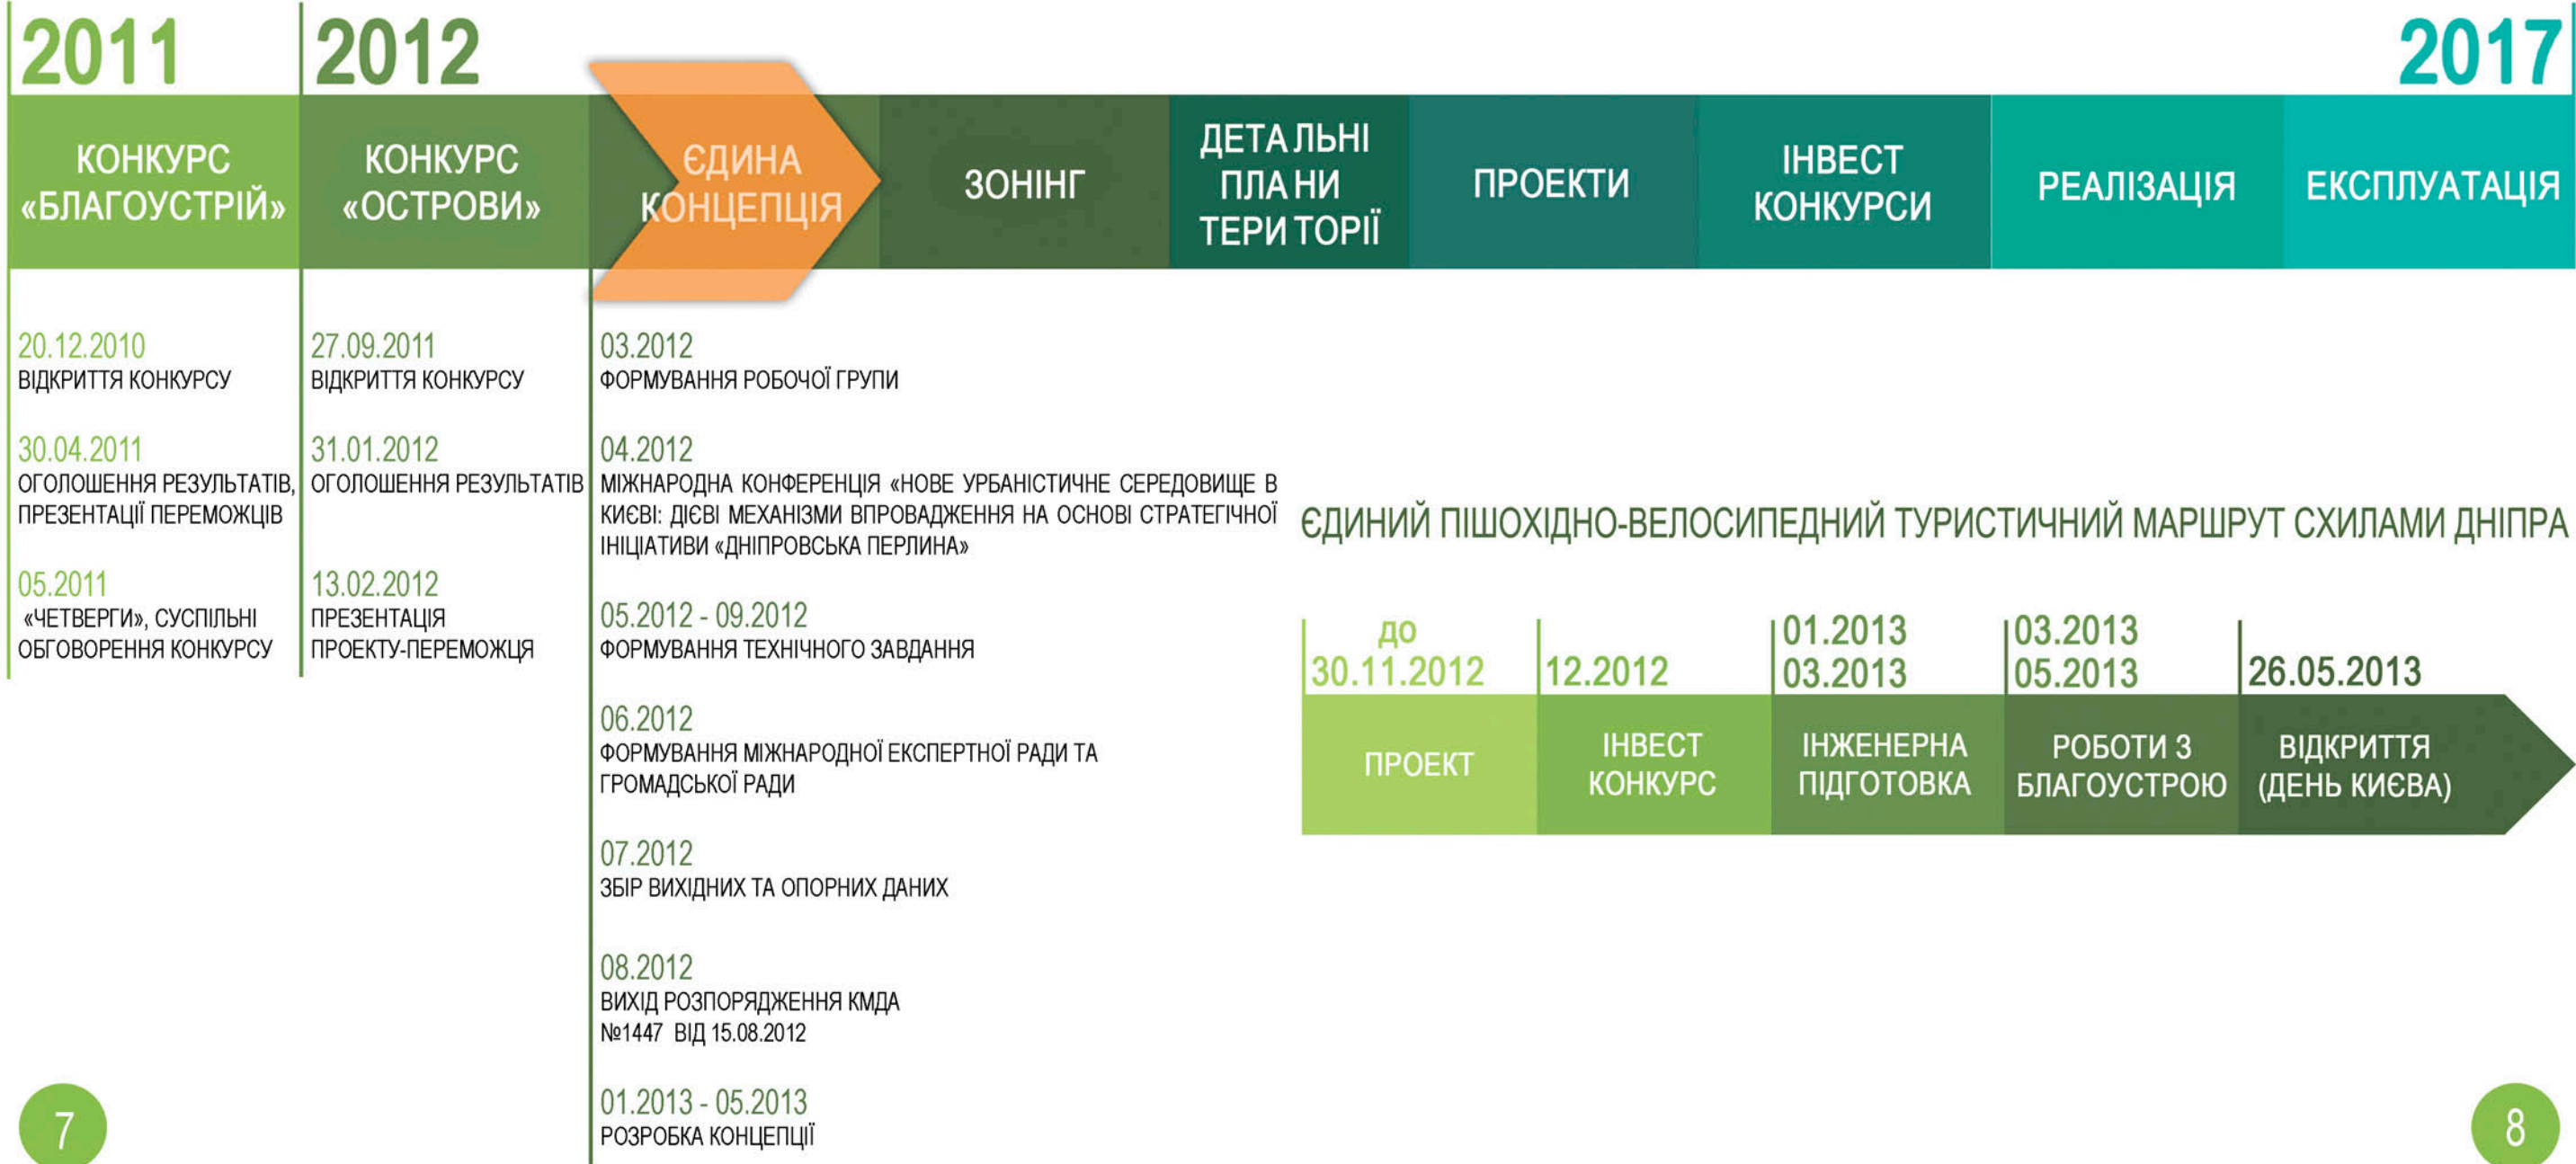 2011
2012
2017
КОНКУРС
«БЛАГОУСТРІЙ»
КОНКУРС
«ОСТРОВИ»
ЄДИНА
КОНЦЕПЦІЯ
ЗОНІНГ
ДЕТАЛЬНІ
ПЛАНИ
ТЕРИТОРІЇ
ПРОЕКТИ
ІНВЕСТ
КОНКУРСИ
РЕАЛІЗАЦІЯ
ЕКСПЛУАТАЦІЯ
20.12.2010
ВІДКРИТТЯ КОНКУРСУ
30.04.2011
ОГОЛОШЕННЯ РЕЗУЛЬТАТІВ,
ПРЕЗЕНТАЦІЇ ПЕРЕМОЖЦІВ
05.2011
«ЧЕТВЕРГИ», СУСПІЛЬНІ
ОБГОВОРЕННЯ КОНКУРСУ
27.09.2011
ВІДКРИТТЯ КОНКУРСУ
31.01.2012
ОГОЛОШЕННЯ РЕЗУЛЬТАТІВ
13.02.2012
ПРЕЗЕНТАЦІЯ
ПРОЕКТУ-ПЕРЕМОЖЦЯ
03.2012
ФОРМУВАННЯ РОБОЧОЇ ГРУПИ
04.2012
МІЖНАРОДНА КОНФЕРЕНЦІЯ «НОВЕ УРБАНІСТИЧНЕ СЕРЕДОВИЩЕ В
КИЄВІ: ДІЄВІ МЕХАНІЗМИ ВПРОВАДЖЕННЯ НА ОСНОВІ СТРАТЕГІЧНОЇ
ІНІЦІАТИВИ «ДНІПРОВСЬКА ПЕРЛИНА»
05.2012 - 09.2012
ФОРМУВАННЯ ТЕХНІЧНОГО ЗАВДАННЯ
06.2012
ФОРМУВАННЯ МІЖНАРОДНОЇ ЕКСПЕРТНОЇ РАДИ ТА
ГРОМАДСЬКОЇ РАДИ
07.2012
ЗБІР ВИХІДНИХ ТА ОПОРНИХ ДАНИХ
08.2012
ВИХІД РОЗПОРЯДЖЕННЯ КМДА
№1447 ВІД 15.08.2012
01.2013 - 05.2013
РОЗРОБКА КОНЦЕПЦІЇ
ЄДИНИЙ ПІШОХІДНО-ВЕЛОСИПЕДНИЙ ТУРИСТИЧНИЙ МАРШРУТ СХИЛАМИ ДНІПРА
ДО
30.11.2012
12.2012
01.2013
03.2013
03.2013
05.2013
26.05.2013
ПРОЕКТ
ІНВЕСТ
КОНКУРС
ІНЖЕНЕРНА
ПІДГОТОВКА
РОБОТИ З
БЛАГОУСТРОЮ
ВІДКРИТТЯ
(ДЕНЬ КИЄВА)
7
8